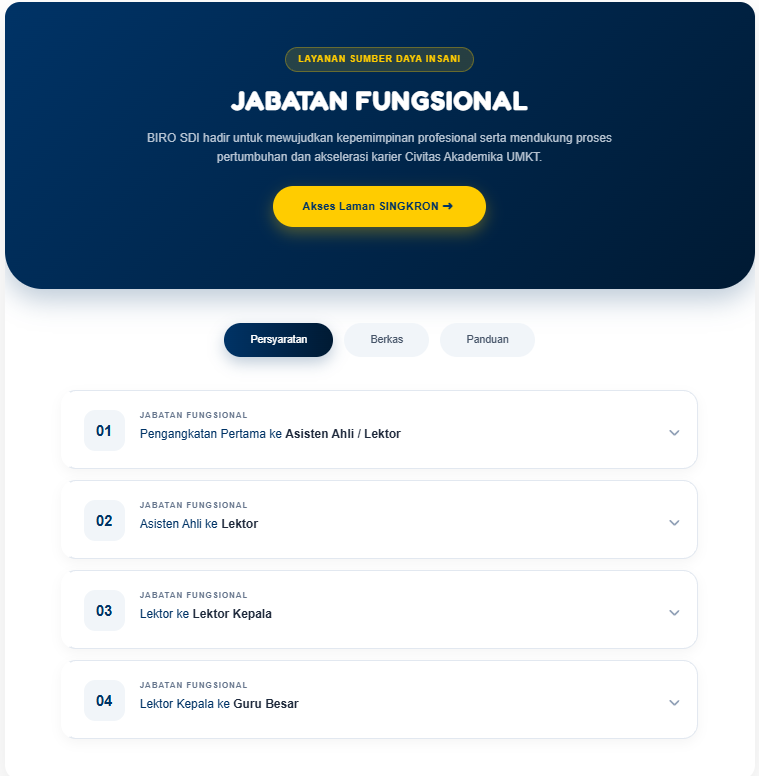 LAYANAN SUMBER DAYA INSANI
JABATAN FUNGSIONAL
BIRO SDI hadir untuk mewujudkan kepemimpinan profesional serta mendukung proses
pertumbuhan dan akselerasi karier Civitas Akademika UMKT.
Akses Laman SINGKRON ➜
Persyaratan
Berkas
Panduan
01
JABATAN FUNGSIONAL
Pengangkatan Pertama ke Asisten Ahli / Lektor
02
JABATAN FUNGSIONAL
Asisten Ahli ke Lektor
03
JABATAN FUNGSIONAL
Lektor ke Lektor Kepala
04
JABATAN FUNGSIONAL
Lektor Kepala ke Guru Besar